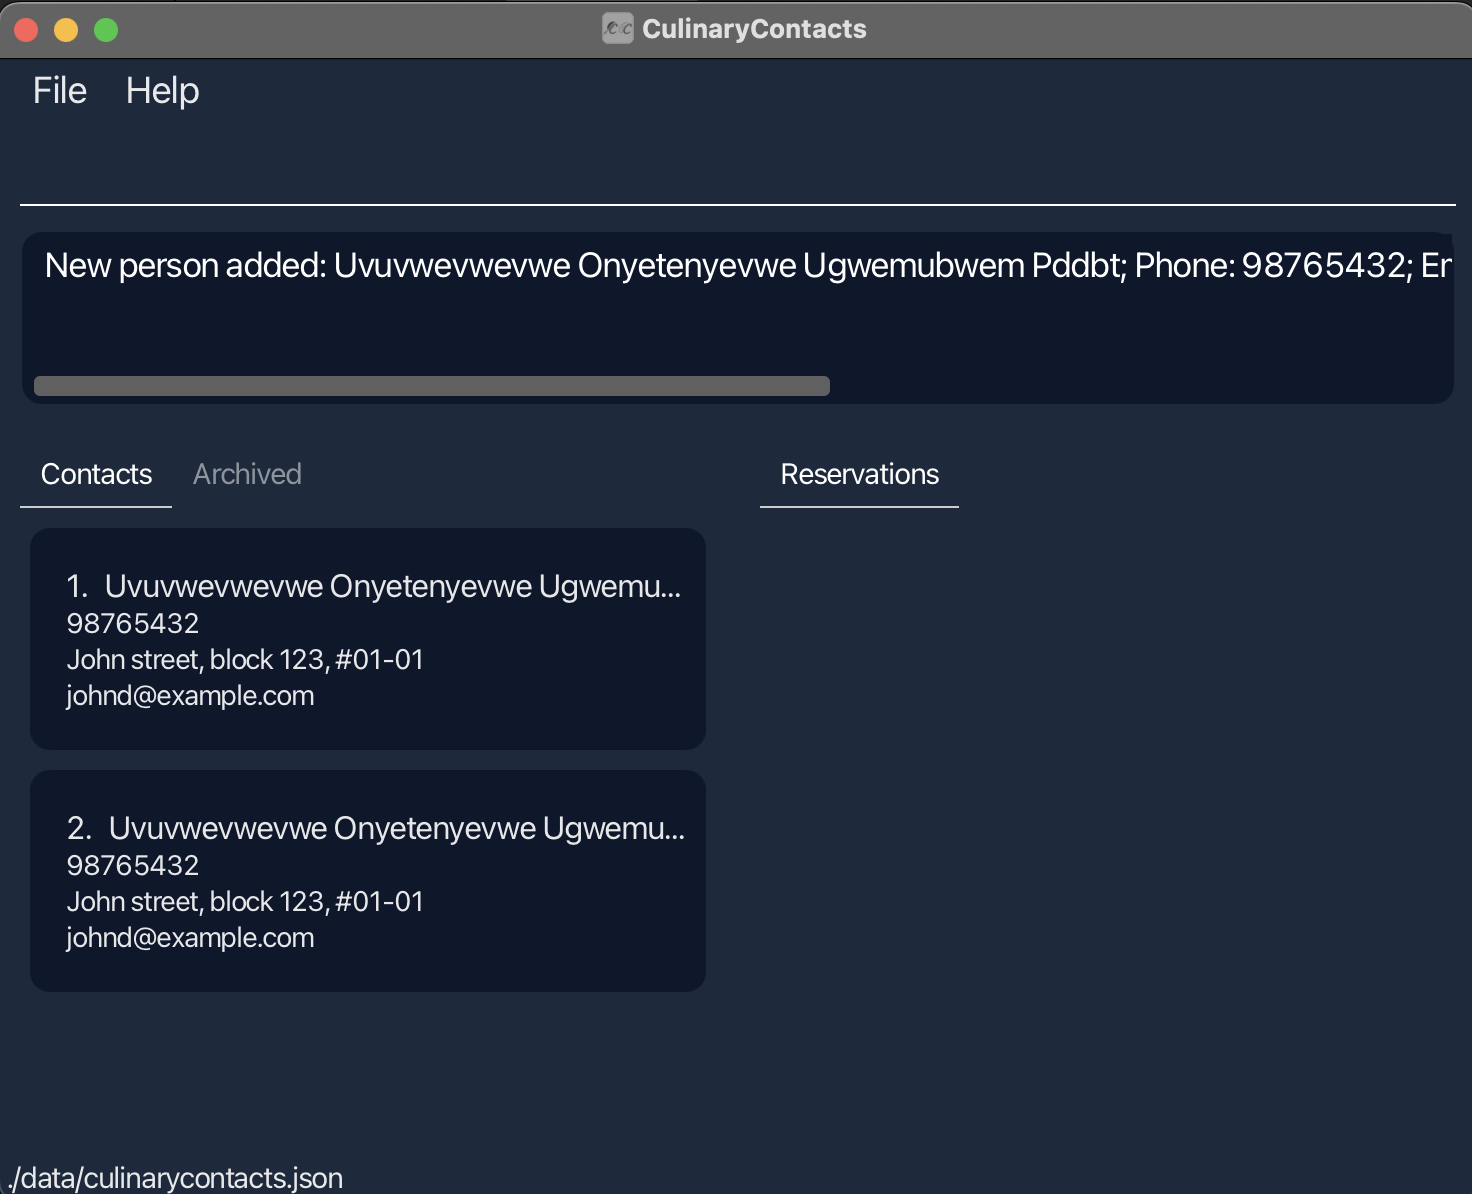 CulinaryContacts
File Help
New person added: Uvuvwevwevwe Onyetenyevwe Ugwemubwem Pddbt; Phone: 98765432;
Contacts Archived
Reservations
1. Uvuvwevwevwe Onyetenyevwe Ugwemu...
98765432
John street, block 123, #01-01
johnd@example.com
2. Uvuvwevwevwe Onyetenyevwe Ugwemu...
98765432
John street, block 123, #01-01
johnd@example.com
./data/culinarycontacts.json